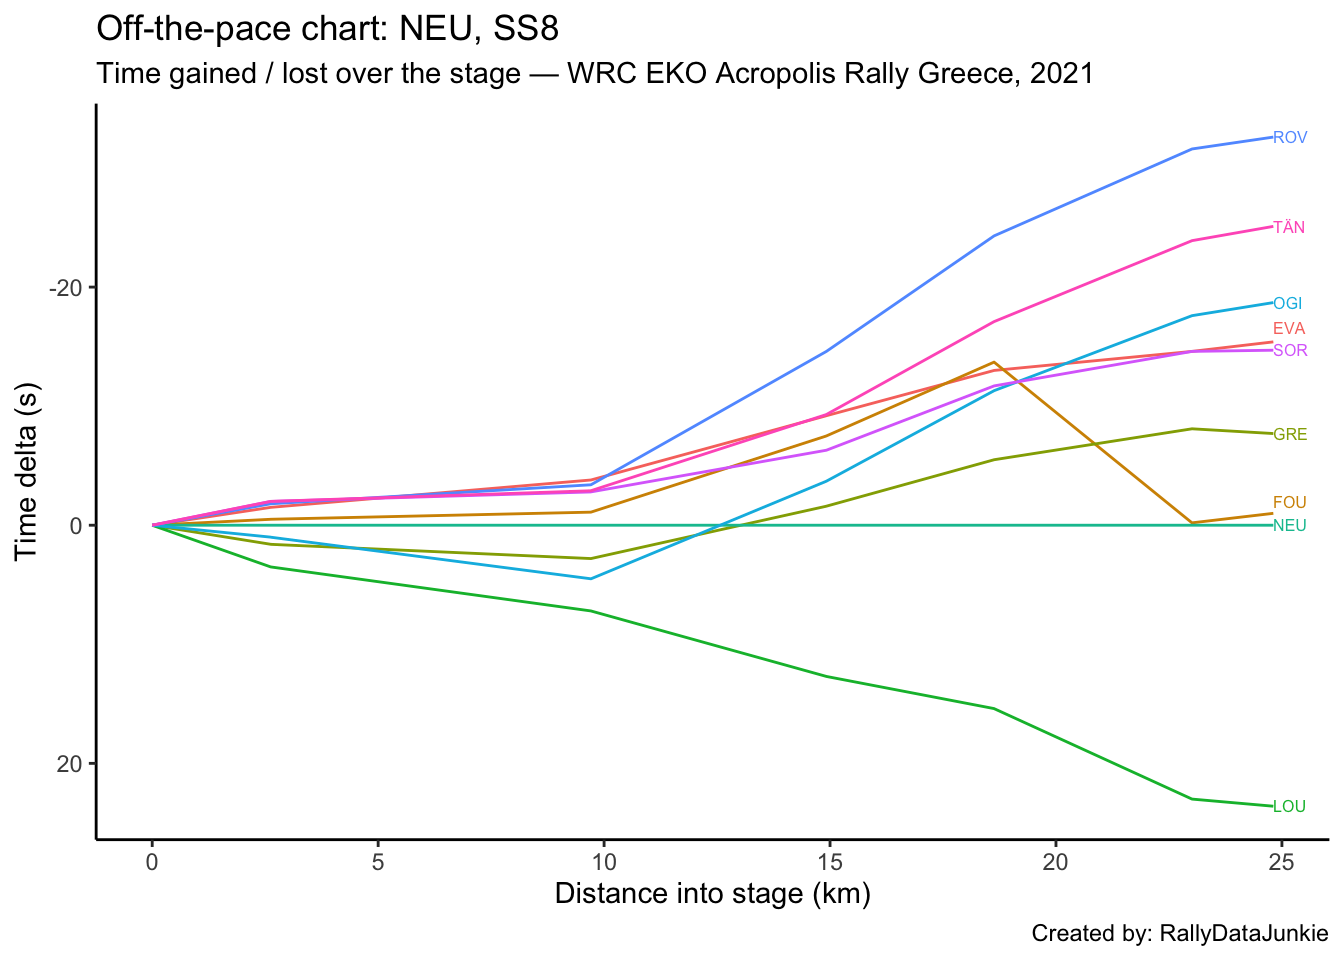 Off-the-pace chart: NEU, SS8
Time gained / lost over the stage — WRC EKO Acropolis Rally Greece, 2021
ROV
TÄN
-20
OGI
EVA
SOR
Time delta (s)
GRE
FOU
0
NEU
20
LOU
0 5 10 15 20 25
Distance into stage (km)
Created by: RallyDataJunkie